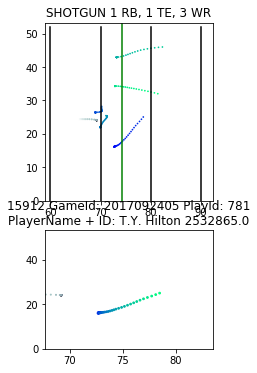 SHOTGUN 1 RB, 1 TE, 3 WR
50
40
30
20
10
0
60 70 80 90
15912 GameId: 2017092405 PlayId: 781
PlayerName + ID: T.Y. Hilton 2532865.0
40
20
0
70 75 80